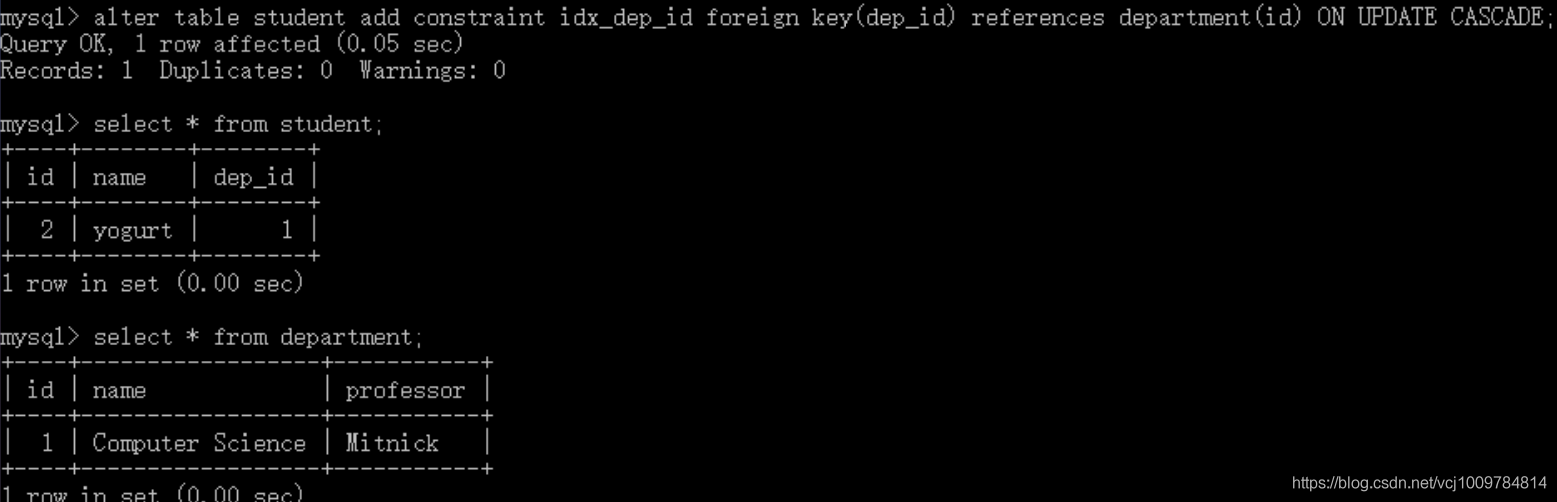 mysql> alter table student add constraint idx_dep_id foreign key(dep_id) references department(id) ON UPDATE CASCADE;
Query OK, 1 row affected (0.05 sec)
Records: 1  Duplicates: 0  Warnings: 0
mysql> select * from student;
+----+--------+--------+
| id | name   | dep_id |
+----+--------+--------+
|  2 | yogurt |      1 |
+----+--------+--------+
1 row in set (0.00 sec)
mysql> select * from department;
+----+------------------+-----------+
| id | name             | professor |
+----+------------------+-----------+
|  1 | Computer Science | Mitnick   |
+----+------------------+-----------+
1 row in set (0.00 sec)
https://blog.csdn.net/vcj1009784814